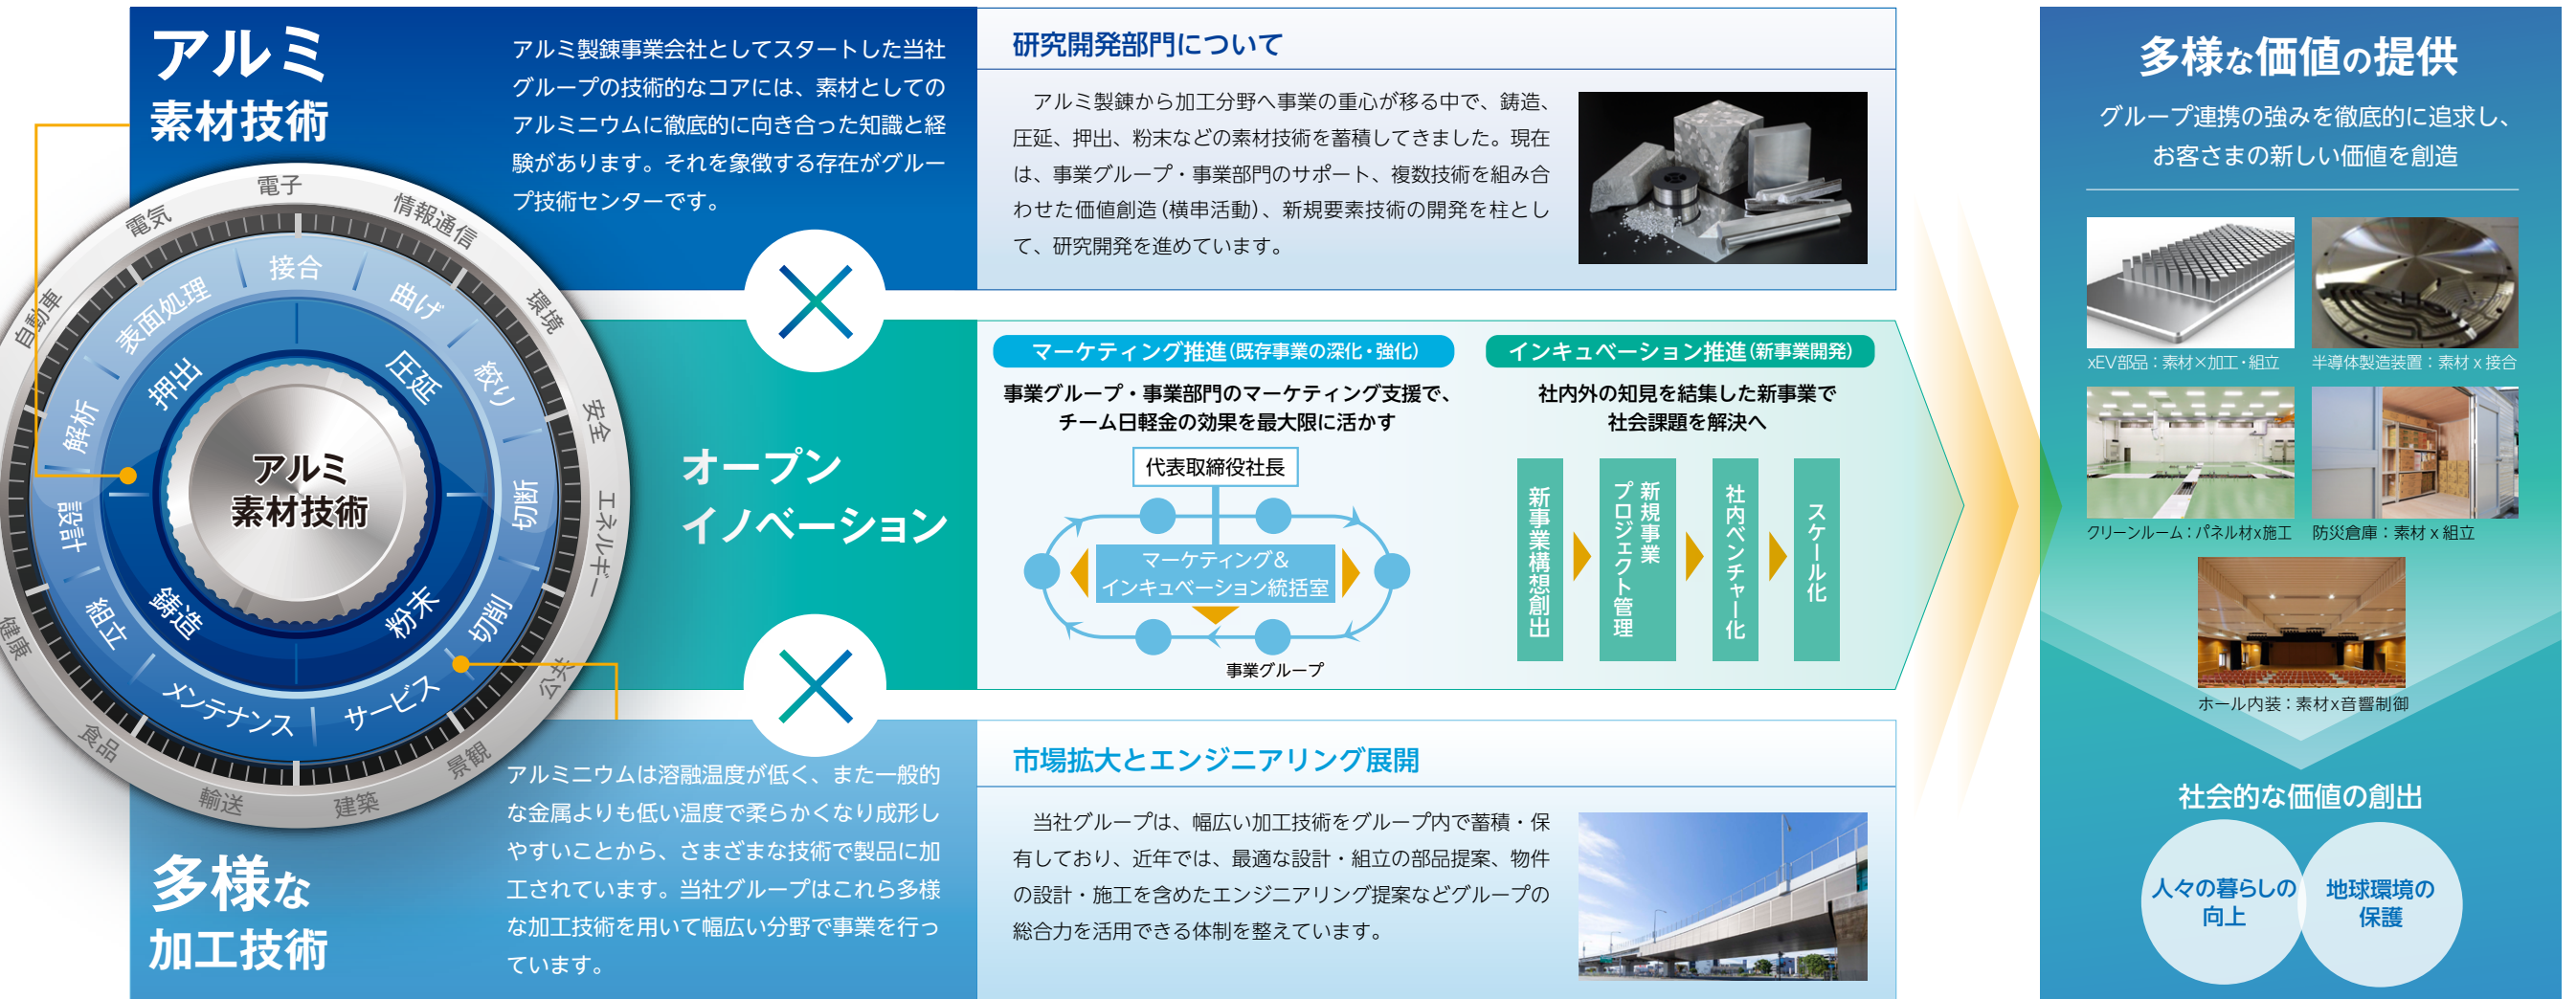 アルミ
素材技術
アルミ製錬事業会社としてスタートした当社
グループの技術的なコアには、素材としての
アルミニウムに徹底的に向き合った知識と経
験があります。それを象徴する存在がグルー
プ技術センターです。
研究開発部門について
アルミ製錬から加工分野へ事業の重心が移る中で、鋳造、
圧延、押出、粉末などの素材技術を蓄積してきました。現在
は、事業グループ・事業部門のサポート、複数技術を組み合
わせた価値創造(横串活動)、新規要素技術の開発を柱とし
て、研究開発を進めています。
電子
情報通信
環境
安全
エネルギー
公共
景観
建築
輸送
食品
健康
自動車
電気
接合
曲げ
絞り
切断
切削
サービス
メンテナンス
組立
設計
解析
表面処理
押出
圧延
粉末
鋳造
アルミ
素材技術
オープン
イノベーション
マーケティング推進(既存事業の深化・強化)
事業グループ・事業部門のマーケティング支援で、
チーム日軽金の効果を最大限に活かす
代表取締役社長
マーケティング&
インキュベーション統括室
事業グループ
インキュベーション推進(新事業開発)
社内外の知見を結集した新事業で
社会課題を解決へ
新事業構想創出
新規事業
プロジェクト管理
社内ベンチャー化
スケール化
多様な
加工技術
アルミニウムは溶融温度が低く、また一般的
な金属よりも低い温度で柔らかくなり成形し
やすいことから、さまざまな技術で製品に加
工されています。当社グループはこれら多様
な加工技術を用いて幅広い分野で事業を行っ
ています。
市場拡大とエンジニアリング展開
当社グループは、幅広い加工技術をグループ内で蓄積・保
有しており、近年では、最適な設計・組立の部品提案、物件
の設計・施工を含めたエンジニアリング提案などグループの
総合力を活用できる体制を整えています。
多様な価値の提供
グループ連携の強みを徹底的に追求し、
お客さまの新しい価値を創造
xEV部品：素材×加工・組立
半導体製造装置：素材 x 接合
クリーンルーム：パネル材x施工
防災倉庫：素材 x 組立
ホール内装：素材x音響制御
社会的な価値の創出
人々の暮らしの
向上
地球環境の
保護